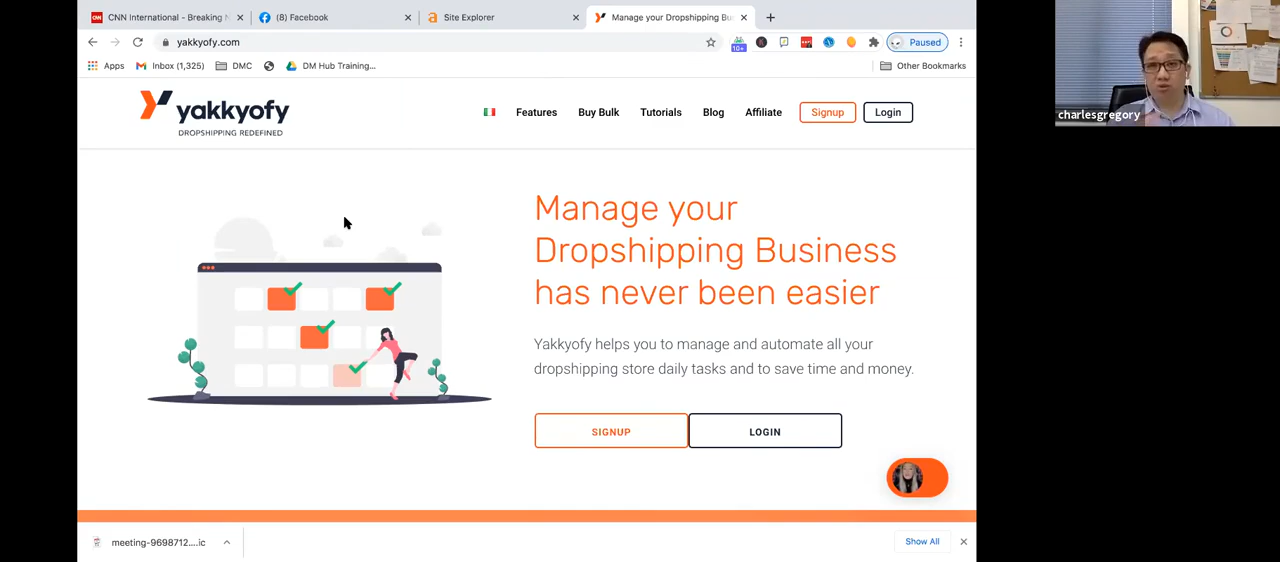 CNN International - Breaking N
(8) Facebook
Site Explorer
Manage your Dropshipping Bu
yakkyofy.com
10+
Paused
Apps
Inbox (1,325)
DMC
DM Hub Training...
Other Bookmarks
yakkyofy
DROPSHIPPING REDEFINED
Features
Buy Bulk
Tutorials
Blog
Affiliate
Signup
Login
charlesgregory
Manage your
Dropshipping Business
has never been easier
Yakkyofy helps you to manage and automate all your
dropshipping store daily tasks and to save time and money.
SIGNUP
LOGIN
meeting-9698712....ic
Show All